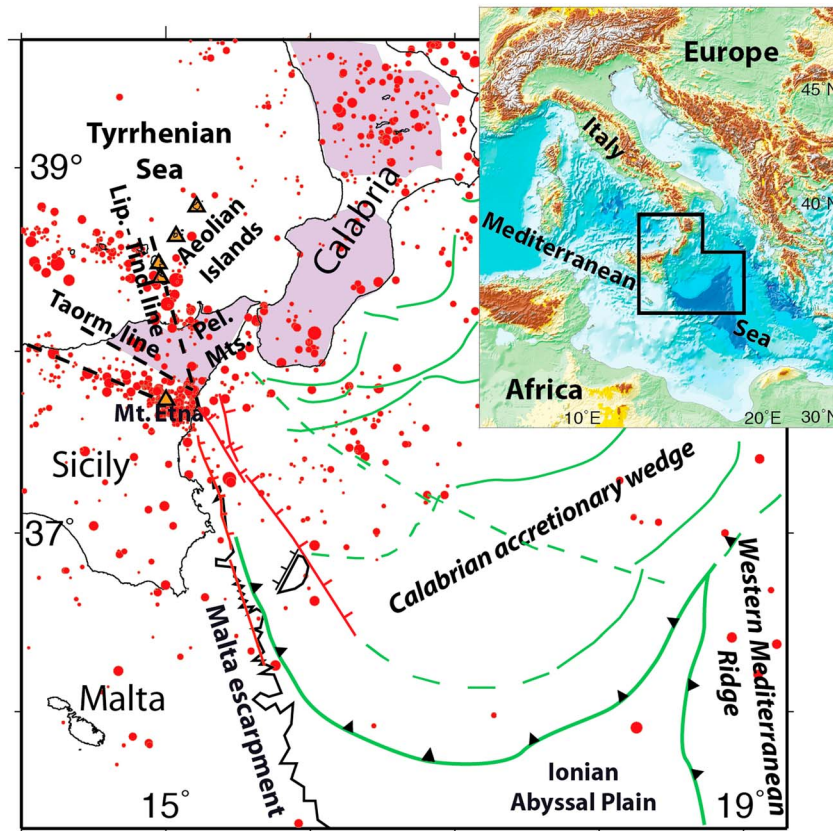 Europe
45 N
Italy
40 N
Mediterranean
Sea
Africa
10°E
20°E
30°N
Tyrrhenian
Sea
39°
Lip. - Tind. line
Aeolian
Islands
Calabria
Taorm. line
Pel.
Mts.
Mt. Etna
Sicily
37°
Calabrian accretionary wedge
Malta escarpment
Western Mediterranean
Ridge
Malta
Ionian
Abyssal Plain
15°
19°